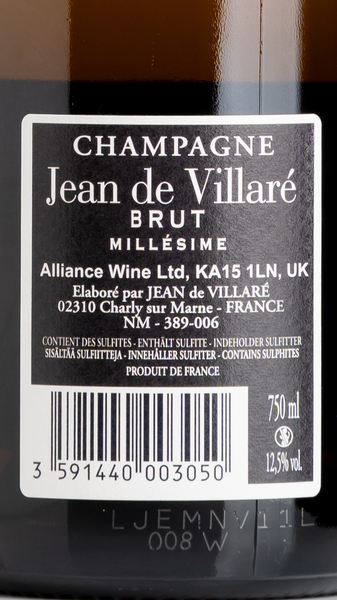 CHAMPAGNE
Jean de Villaré
BRUT
MILLÉSIME
Alliance Wine Ltd, KA15 1LN, UK
Elaboré par JEAN de VILLARÉ
02310 Charly sur Marne - FRANCE
NM - 389-006
CONTIENT DES SULFITES - ENTHÄLT SULFITE - INDEHOLDER SULFITTER
SISÄLTÄÄ SULFIITTEJA - INNEHÅLLER SULFITER - CONTAINS SULPHITES
PRODUIT DE FRANCE
750 ml
12,5% vol.
3 591440 003050
LJEMNV11L
008 W